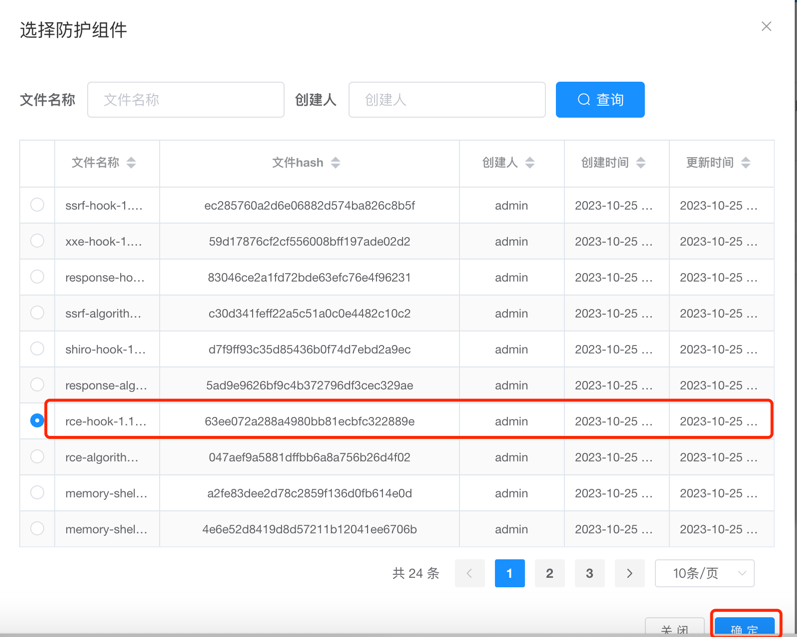 选择防护组件
文件名称 文件名称 创建人 创建人 查询
文件名称 文件hash 创建人 创建时间 更新时间
ssrf-hook-1.... ec285760a2d6e06882d574ba826c8b5f admin 2023-10-25 ... 2023-10-25 ...
xxe-hook-1.... 59d17876cf2cf556008bff197ade02d2 admin 2023-10-25 ... 2023-10-25 ...
response-ho... 83046ce2a1fd72bde63efc76e4f96231 admin 2023-10-25 ... 2023-10-25 ...
ssrf-algorith... c30d341feff22a5c51a0c0e4482c10c2 admin 2023-10-25 ... 2023-10-25 ...
shiro-hook-1... d7f9ff93c35d85436b0f74d7ebd2a9ec admin 2023-10-25 ... 2023-10-25 ...
response-alg... 5ad9e9626bf9c4b372796df3cec329ae admin 2023-10-25 ... 2023-10-25 ...
rce-hook-1.1... 63ee072a288a4980bb81ecbfc322889e admin 2023-10-25 ... 2023-10-25 ...
rce-algorith... 047aef9a5881dffbb6a8a756b26d4f02 admin 2023-10-25 ... 2023-10-25 ...
memory-shel... a2fe83dee2d78c2859f136d0fb614e0d admin 2023-10-25 ... 2023-10-25 ...
memory-shel... 4e6e52d8419d8d57211b12041ee6706b admin 2023-10-25 ... 2023-10-25 ...
共 24 条 1 2 3 10条/页
关 闭 确 定